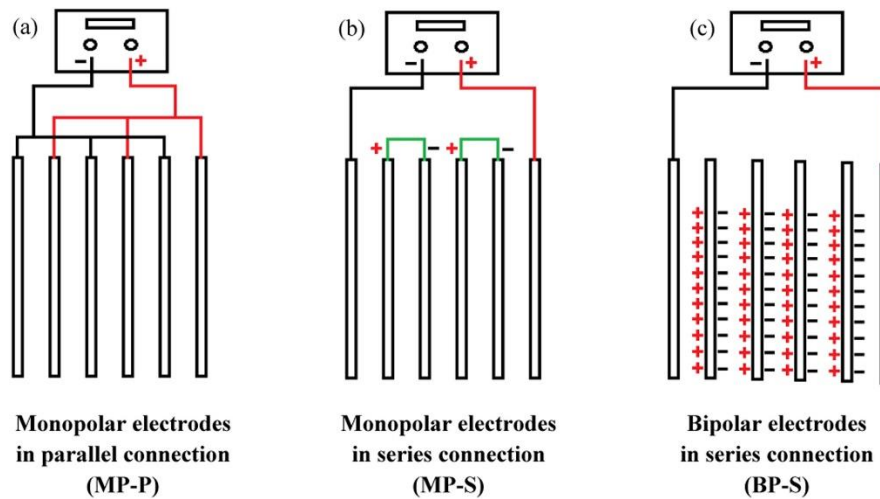 (a)
(b)
(c)
− +
− +
− +
+ − + −
+ − + − + − + −
+ − + − + − + −
+ − + − + − + −
+ − + − + − + −
+ − + − + − + −
+ − + − + − + −
+ − + − + − + −
+ − + − + − + −
+ − + − + − + −
+ − + − + − + −
+ − + − + − + −
Monopolar electrodes
in parallel connection
(MP-P)
Monopolar electrodes
in series connection
(MP-S)
Bipolar electrodes
in series connection
(BP-S)